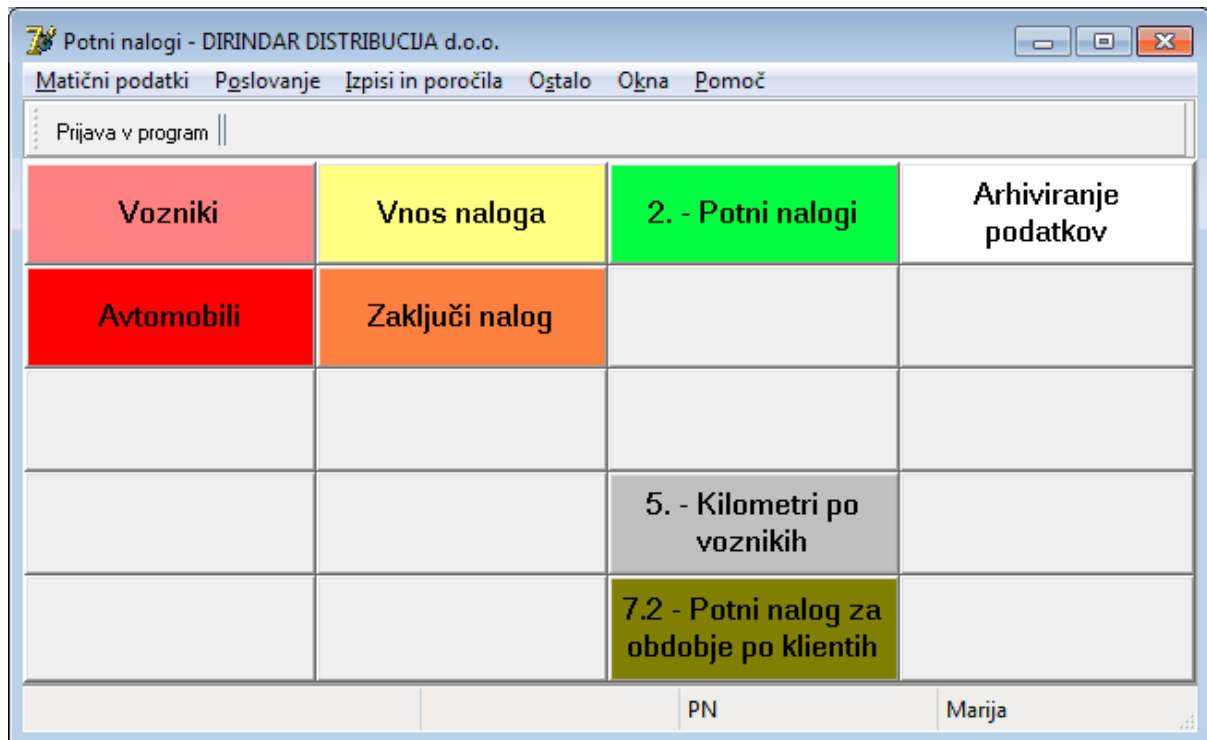 Potni nalogi - DIRINDAR DISTRIBUCIJA d.o.o.
Matični podatki Poslovanje Izpisi in poročila Ostalo Okna Pomoč
Prijava v program
Vozniki
Vnos naloga
2. - Potni nalogi
Arhiviranje
podatkov
Avtomobili
Zaključi nalog
5. - Kilometri po
voznikih
7.2 - Potni nalog za
obdobje po klientih
PN
Marija